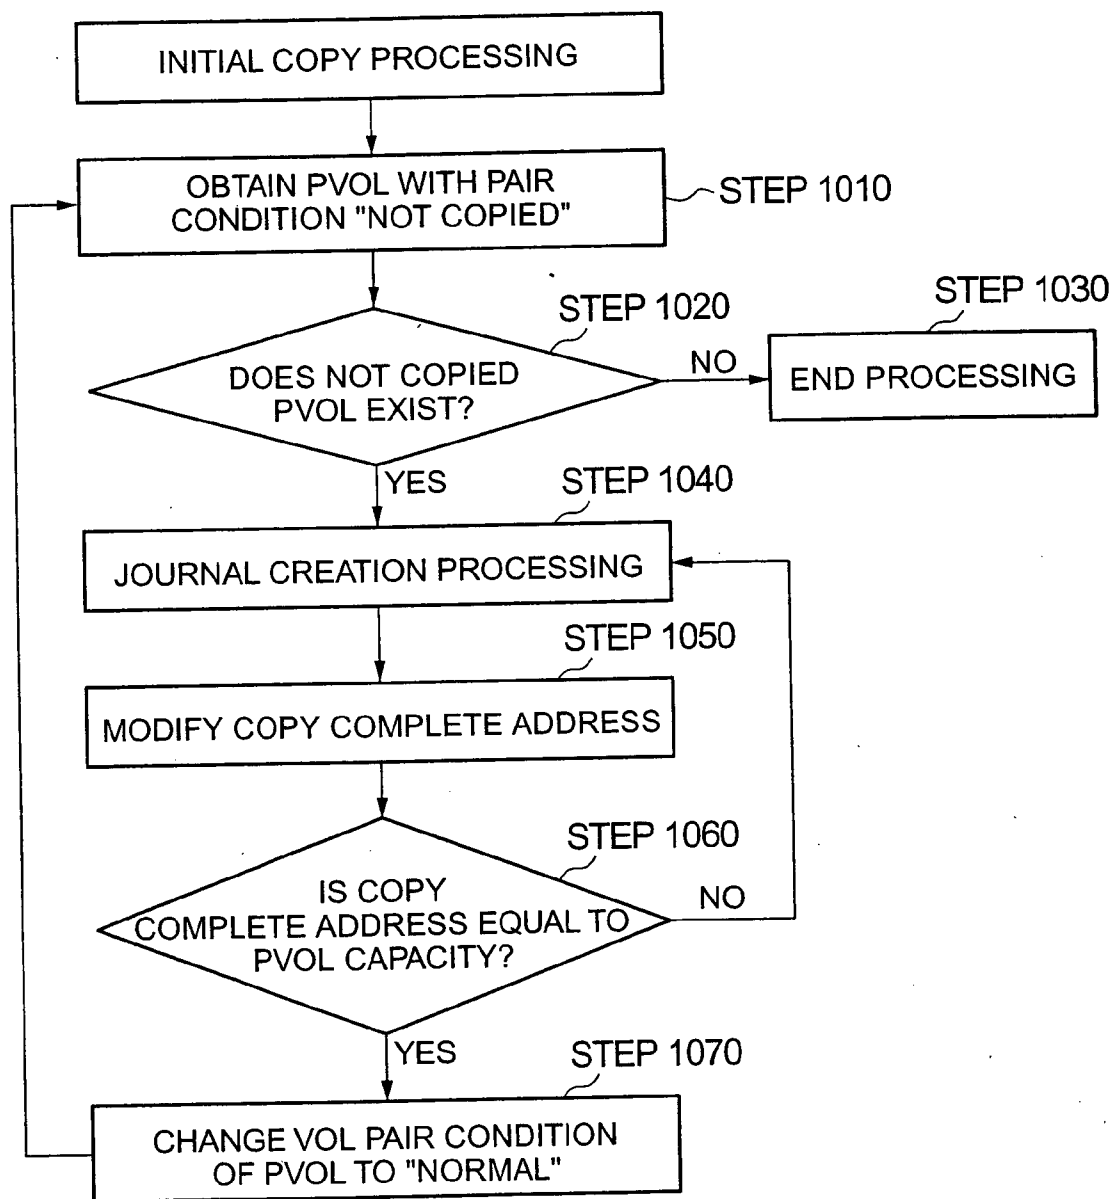 INITIAL COPY PROCESSING
OBTAIN PVOL WITH PAIR
CONDITION "NOT COPIED"
STEP 1010
STEP 1020
DOES NOT COPIED
PVOL EXIST?
NO
STEP 1030
END PROCESSING
YES
STEP 1040
JOURNAL CREATION PROCESSING
STEP 1050
MODIFY COPY COMPLETE ADDRESS
STEP 1060
IS COPY
COMPLETE ADDRESS EQUAL TO
PVOL CAPACITY?
NO
YES
STEP 1070
CHANGE VOL PAIR CONDITION
OF PVOL TO "NORMAL"